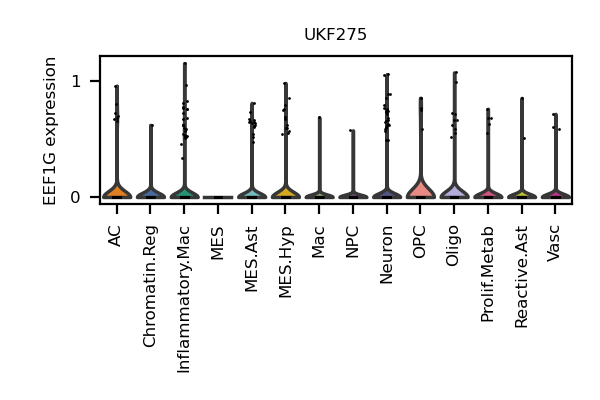 UKF275
EEF1G expression
1
0
AC
Chromatin.Reg
Inflammatory.Mac
MES
MES.Ast
MES.Hyp
Mac
NPC
Neuron
OPC
Oligo
Prolif.Metab
Reactive.Ast
Vasc